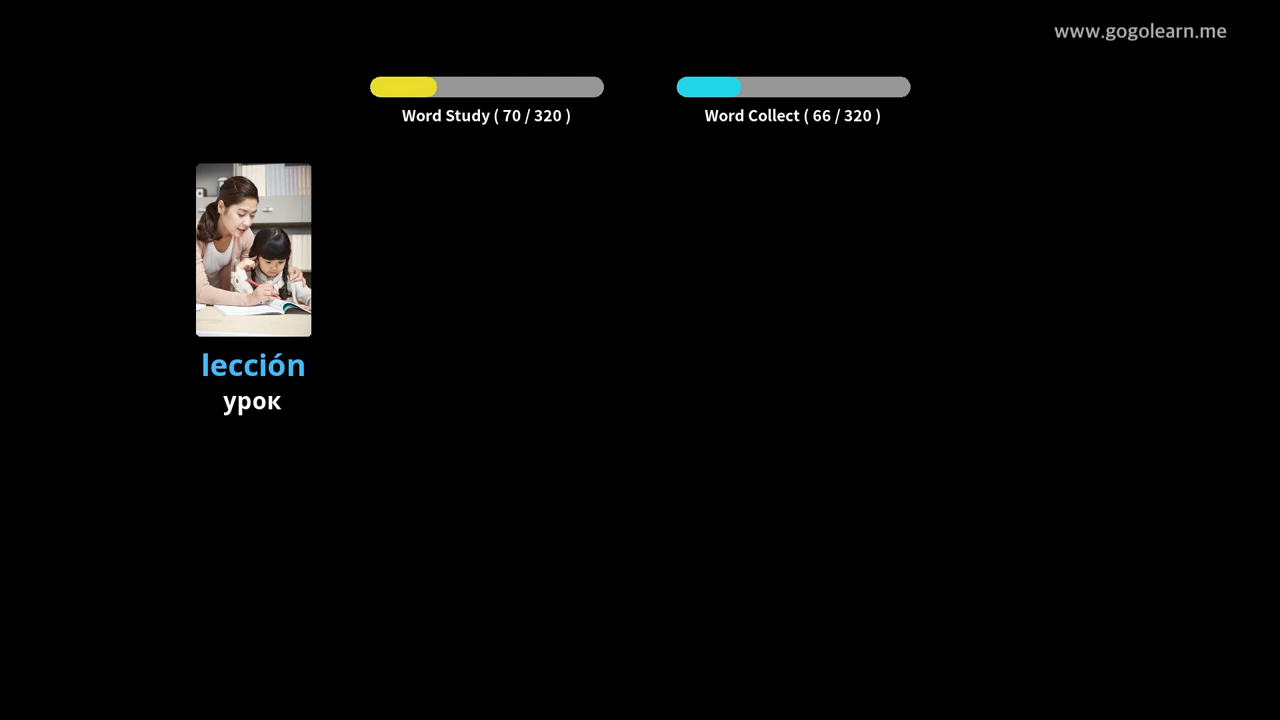 www.gogolearn.me
Word Study ( 70 / 320 )
Word Collect ( 66 / 320 )
lección
урок